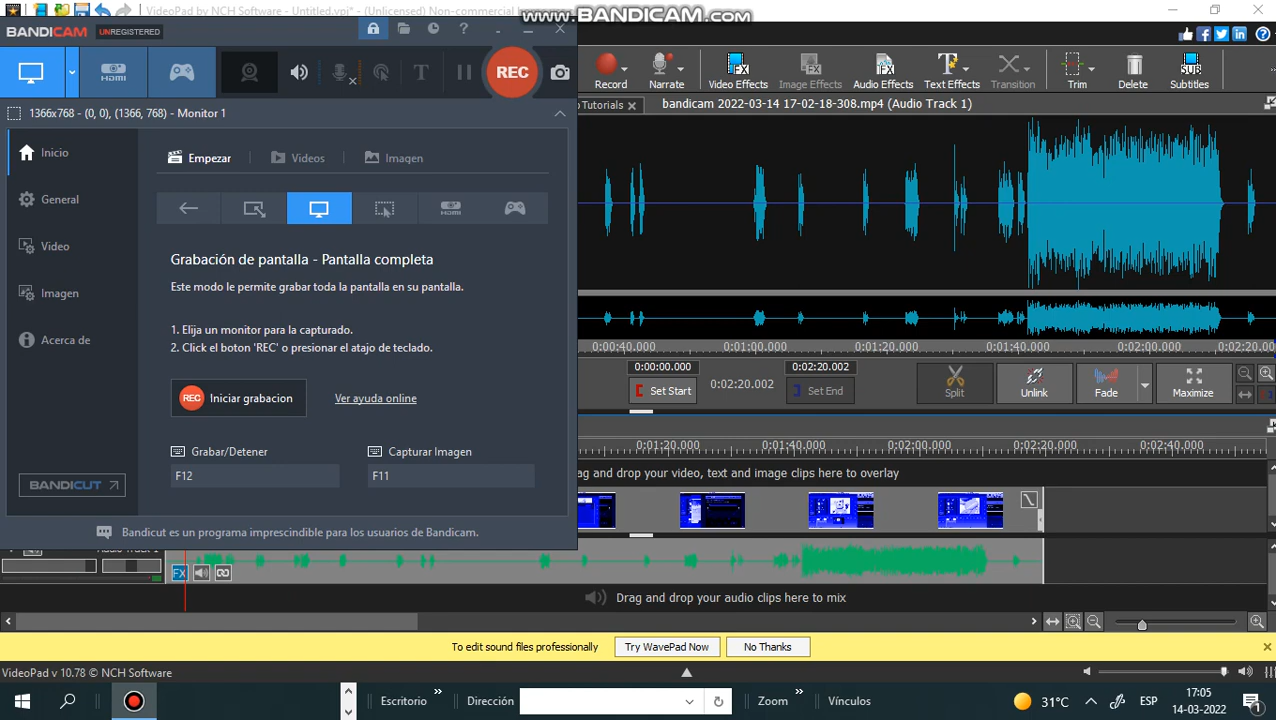 VideoPad by NCH Software - Untitled.vpj* - (Unlicensed) Non-commercial
www.BANDICAM.com
BANDICAM UNREGISTERED
HDMI
T
REC
1366x768 - (0, 0), (1366, 768) - Monitor 1
Inicio
General
Video
Imagen
Acerca de
BANDICUT
Empezar
Videos
Imagen
HDMI
Grabación de pantalla - Pantalla completa
Este modo le permite grabar toda la pantalla en su pantalla.
1. Elija un monitor para la capturado.
2. Click el boton 'REC' o presionar el atajo de teclado.
REC Iniciar grabacion
Ver ayuda online
Grabar/Detener
Capturar Imagen
F12
F11
Bandicut es un programa imprescindible para los usuarios de Bandicam.
Record
Narrate
Video Effects
Image Effects
Audio Effects
Text Effects
Transition
Trim
Delete
Subtitles
Tutorials
bandicam 2022-03-14 17-02-18-308.mp4 (Audio Track 1)
0:00:40.000 0:01:00.000 0:01:20.000 0:01:40.000 0:02:00.000 0:02:20.000
0:00:00.000
Set Start
0:02:20.002
0:02:20.002
Set End
Split
Unlink
Fade
Maximize
0:01:20.000 0:01:40.000 0:02:00.000 0:02:20.000 0:02:40.000
and drop your video, text and image clips here to overlay
Audio Track 1
FX
Drag and drop your audio clips here to mix
To edit sound files professionally
Try WavePad Now
No Thanks
VideoPad v 10.78 © NCH Software
Escritorio
Dirección
Zoom
Vínculos
31°C
ESP
17:05
14-03-2022
1